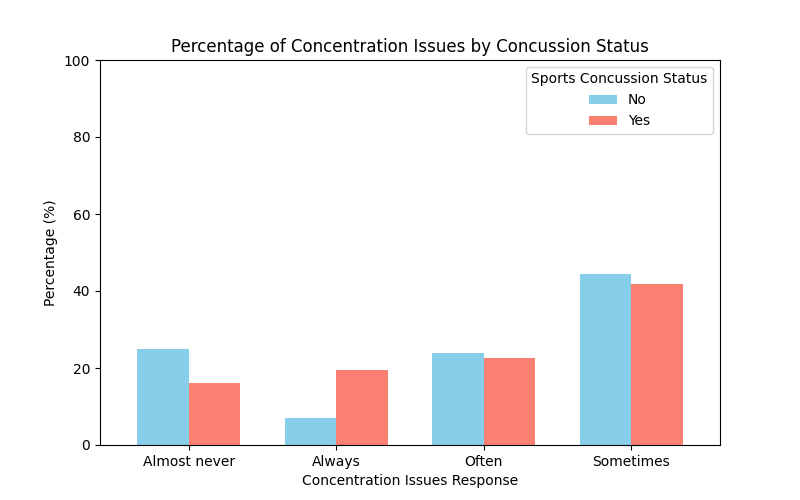 Percentage of Concentration Issues by Concussion Status
Sports Concussion Status
No
Yes
Percentage (%)
100
80
60
40
20
0
Almost never Always Often Sometimes
Concentration Issues Response